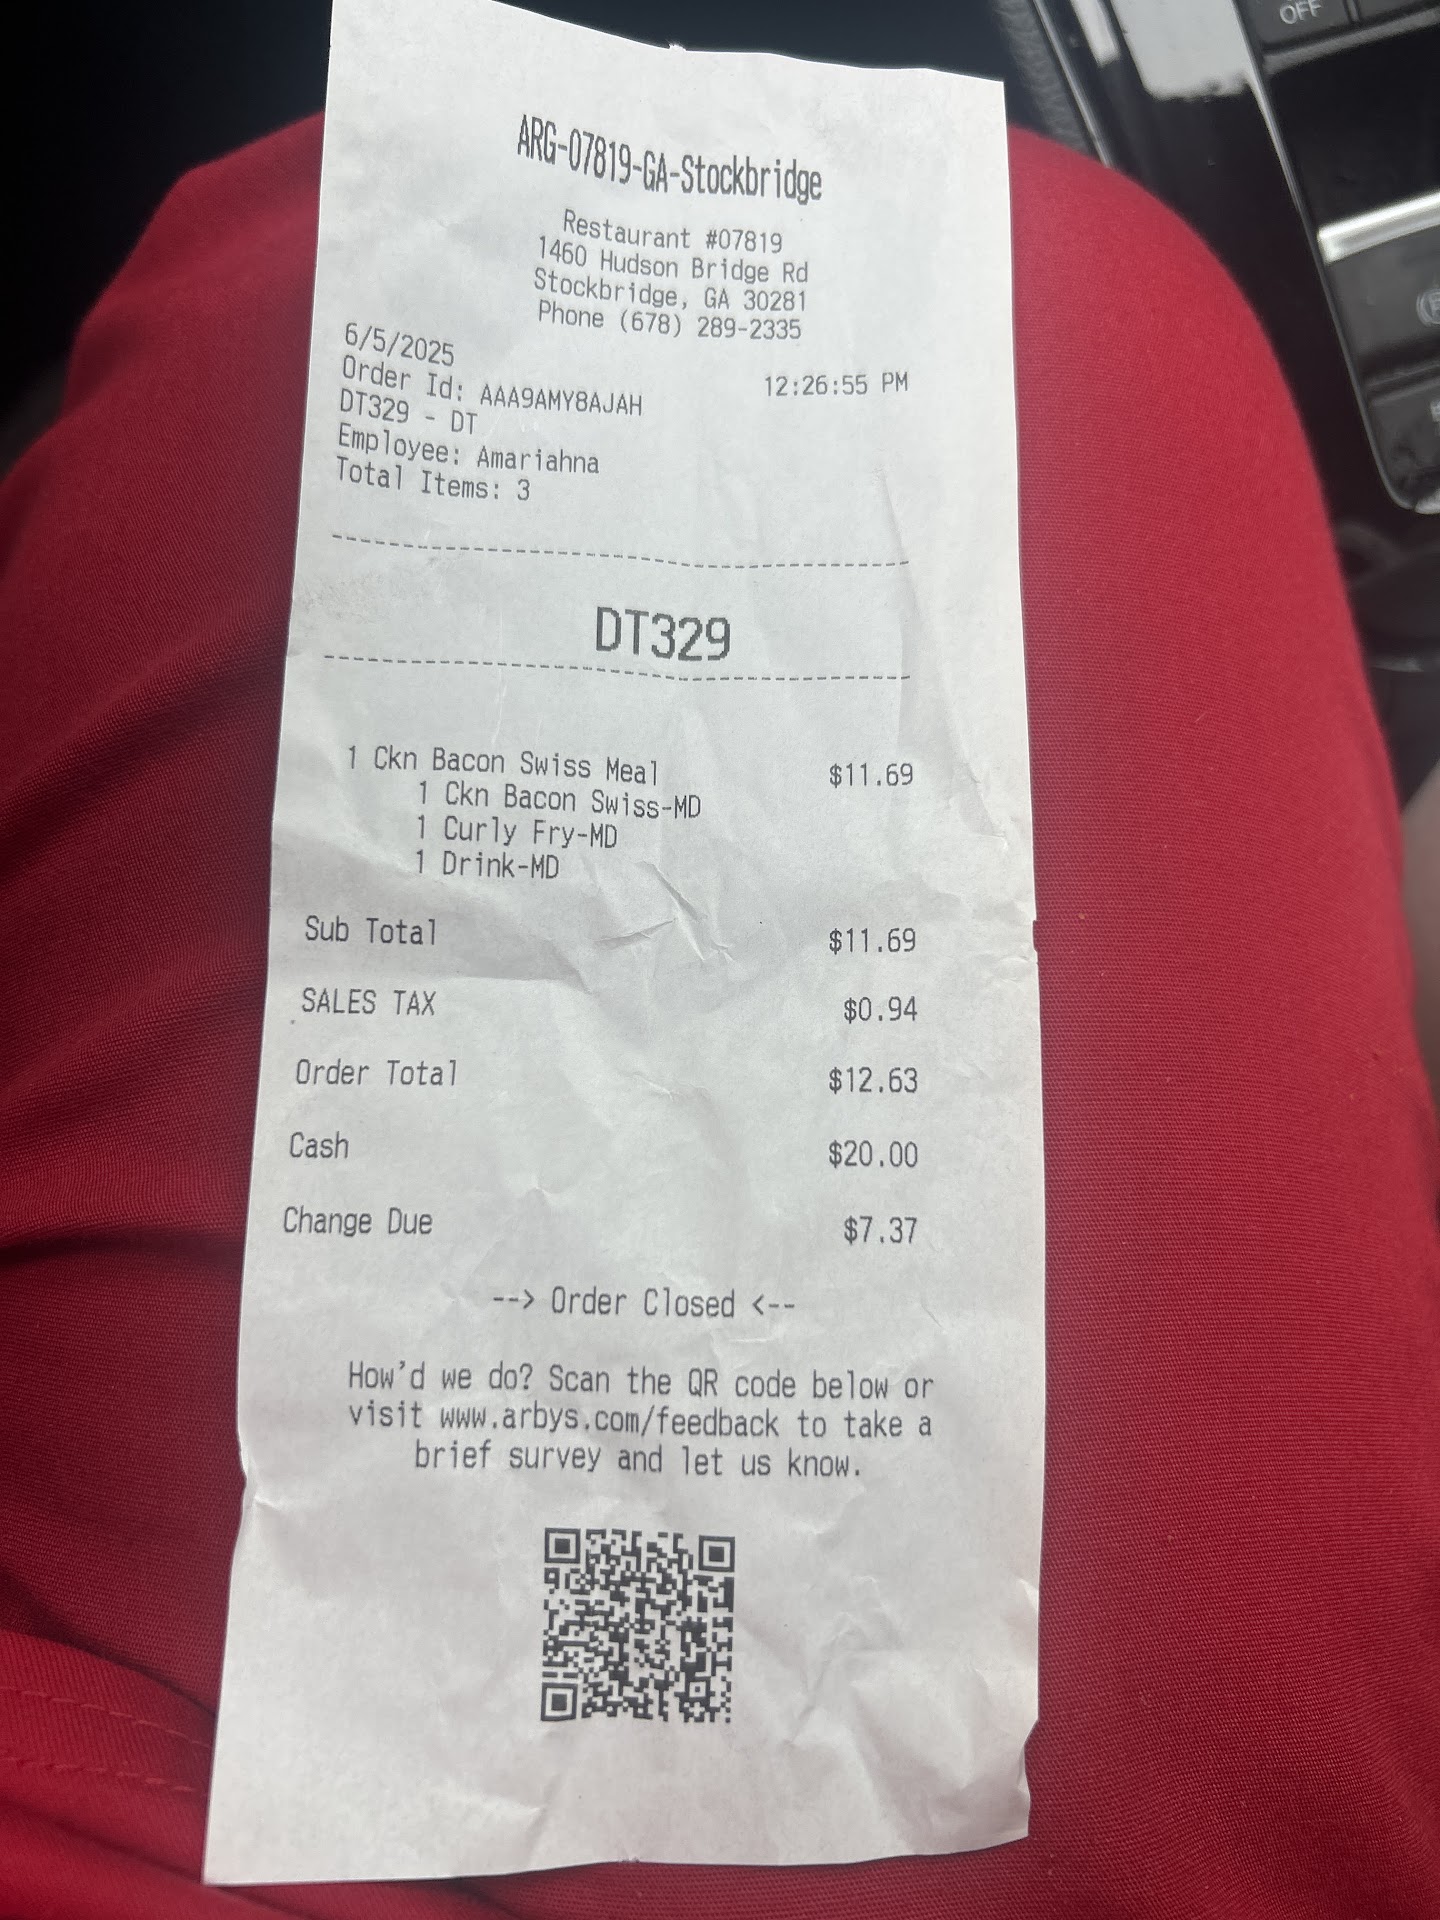 OFF
ARG-07819-GA-Stockbridge
Restaurant #07819
1460 Hudson Bridge Rd
Stockbridge, GA 30281
Phone (678) 289-2335
6/5/2025 12:26:55 PM
Order Id: AAA9AMY8AJAH
DT329 - DT
Employee: Amariahna
Total Items: 3
DT329
1 Ckn Bacon Swiss Meal $11.69
1 Ckn Bacon Swiss-MD
1 Curly Fry-MD
1 Drink-MD
Sub Total $11.69
SALES TAX $0.94
Order Total $12.63
Cash $20.00
Change Due $7.37
--> Order Closed <--
How'd we do? Scan the QR code below or
visit www.arbys.com/feedback to take a
brief survey and let us know.